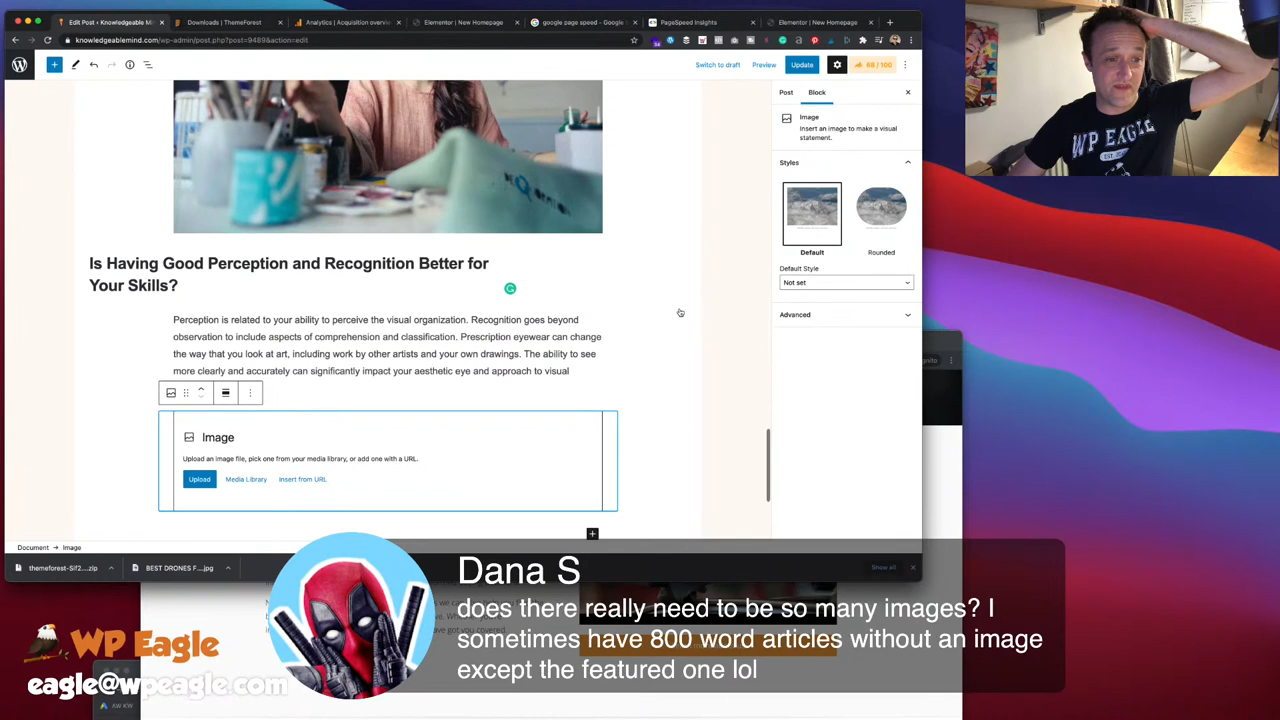 Edit Post ‹ Knowledgeable Mi
Downloads | ThemeForest
Analytics | Acquisition overview
Elementor | New Homepage
google page speed - Google S
PageSpeed Insights
Elementor | New Homepage
knowledgeablemind.com/wp-admin/post.php?post=9489&action=edit
Switch to draft
Preview
Update
68 / 100
Post
Block
Image
Insert an image to make a visual
statement.
Styles
Default
Rounded
Default Style
Not set
Advanced
Is Having Good Perception and Recognition Better for
Your Skills?
Perception is related to your ability to perceive the visual organization. Recognition goes beyond
observation to include aspects of comprehension and classification. Prescription eyewear can change
the way that you look at art, including work by other artists and your own drawings. The ability to see
more clearly and accurately can significantly impact your aesthetic eye and approach to visual
Image
Upload an image file, pick one from your media library, or add one with a URL.
Upload
Media Library
Insert from URL
Document → Image
themeforest-Sif2....zip
BEST DRONES F....jpg
Show all
WP EAGLE
Dana S
does there really need to be so many images? I
sometimes have 800 word articles without an image
except the featured one lol
WP Eagle
eagle@wpeagle.com
AW KW